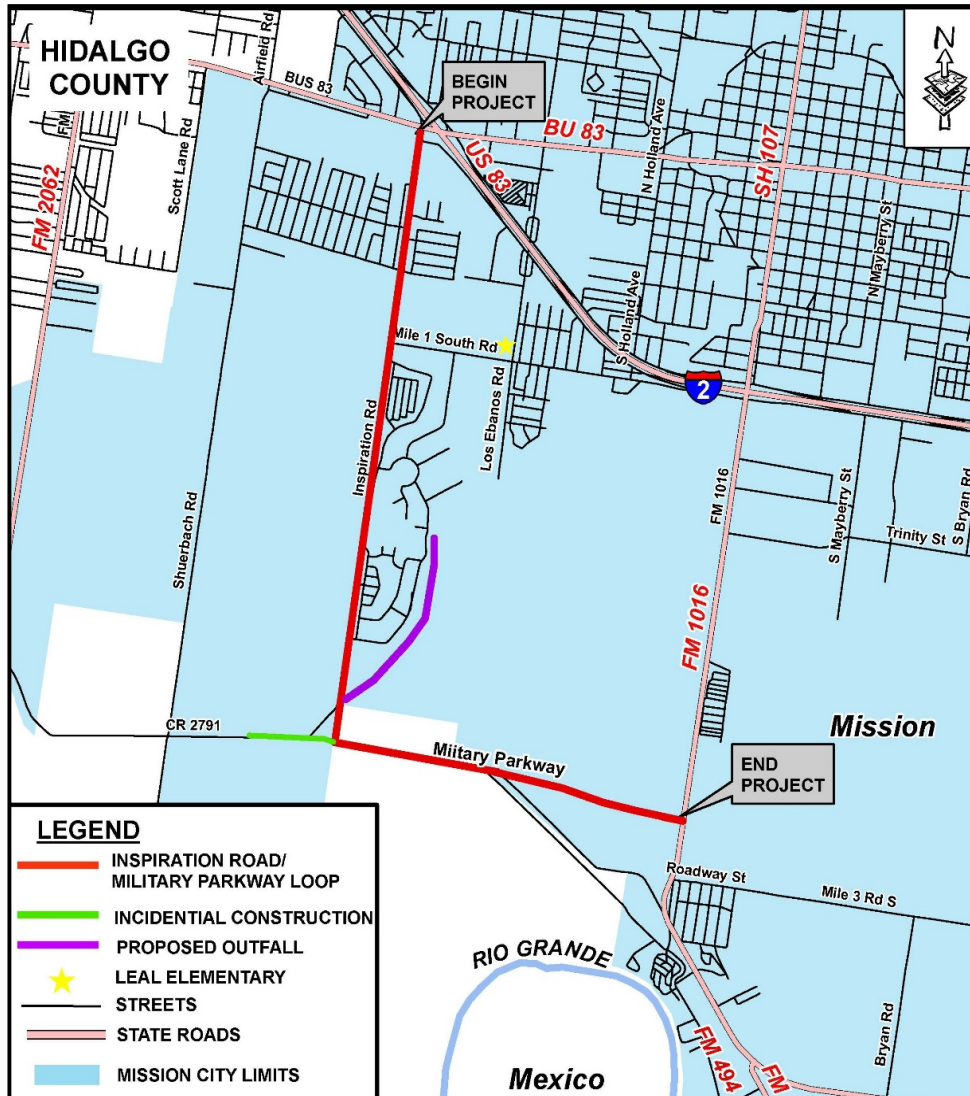 HIDALGO
COUNTY
Airfield Rd
BUS 83
BEGIN
PROJECT
N
FM
FM 2062
Scott Lane Rd
BU 83
US 83
N Holland Ave
SH 107
N Mayberry St
S Holland Ave
Mile 1 South Rd
2
Los Ebanos Rd
Inspiration Rd
Shuerbach Rd
FM 1016
S Mayberry St
Trinity St
S Bryan Rd
FM 1016
CR 2791
Miitary Parkway
Mission
END
PROJECT
Roadway St
Mile 3 Rd S
RIO GRANDE
Bryan Rd
FM 494
FM
Mexico
LEGEND
INSPIRATION ROAD/
MILITARY PARKWAY LOOP
INCIDENTIAL CONSTRUCTION
PROPOSED OUTFALL
LEAL ELEMENTARY
STREETS
STATE ROADS
MISSION CITY LIMITS